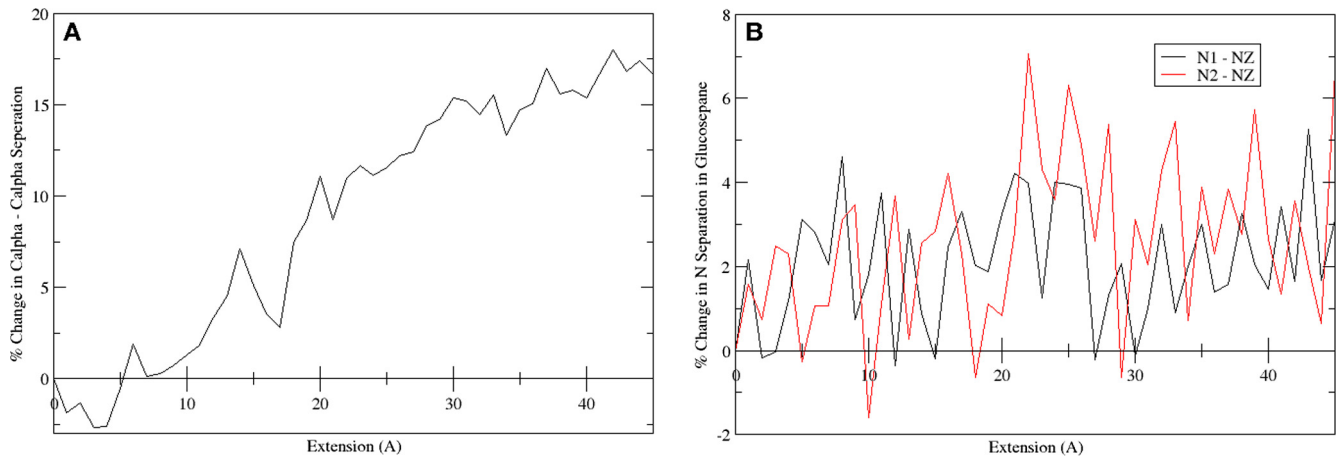 A
20
15
10
5
0
0
10
20
30
40
% Change in Calpha - Calpha Seperation
Extension (A)
B
8
6
4
2
0
-2
0
10
20
30
40
% Change in N Separation in Glucosepane
Extension (A)
N1 - NZ
N2 - NZ